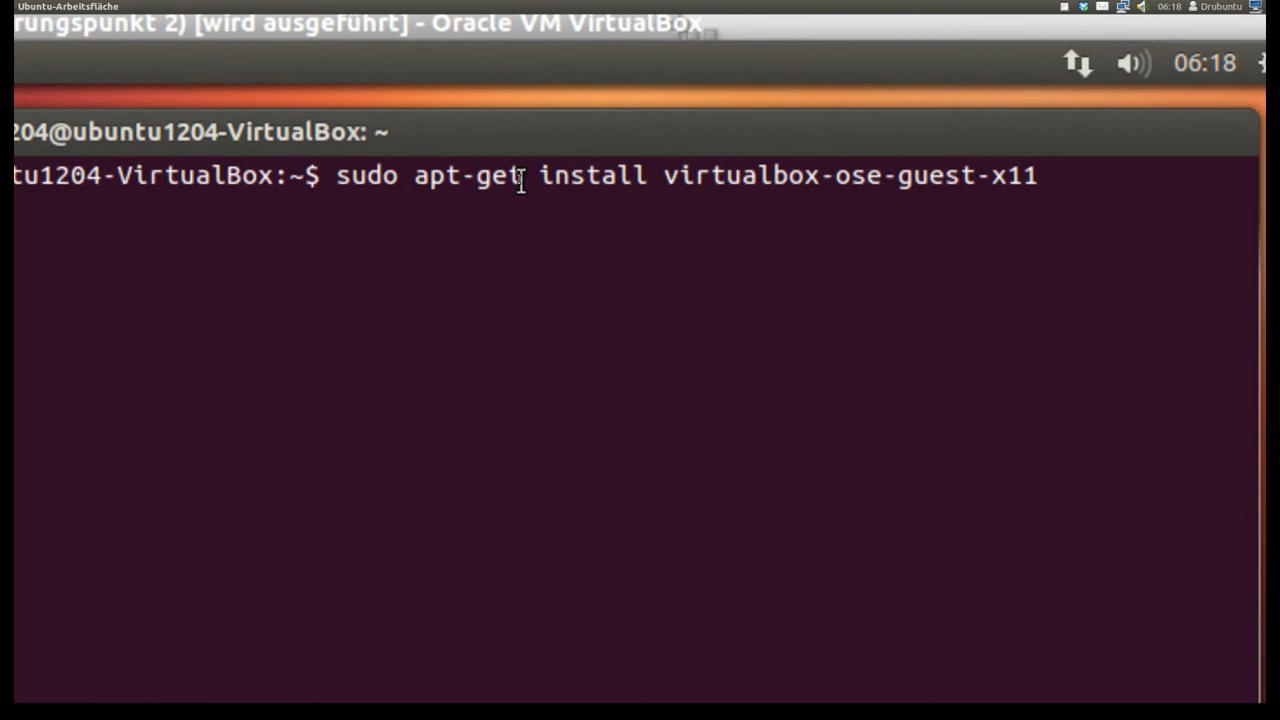 Ubuntu-Arbeitsfläche
06:18 Drubuntu
rungspunkt 2) [wird ausgeführt] - Oracle VM VirtualBox
06:18
204@ubuntu1204-VirtualBox: ~
tu1204-VirtualBox:~$ sudo apt-get install virtualbox-ose-guest-x11